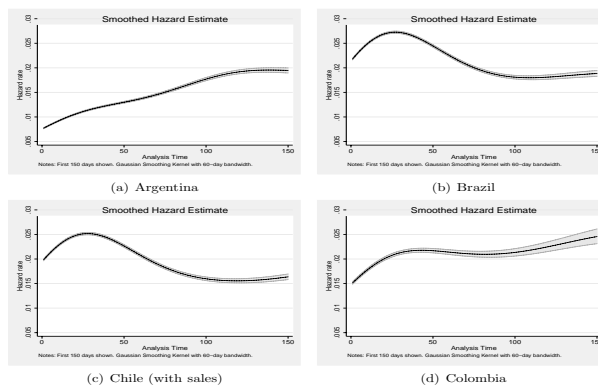 Smoothed Hazard Estimate
Hazard rate
.005 .01 .015 .02 .025 .03
0 50 100 150
Analysis Time
Notes: First 150 days shown. Gaussian Smoothing Kernel with 60-day bandwidth.
(a) Argentina
Smoothed Hazard Estimate
Hazard rate
.005 .01 .015 .02 .025 .03
0 50 100 150
Analysis Time
Notes: First 150 days shown. Gaussian Smoothing Kernel with 60-day bandwidth.
(b) Brazil
Smoothed Hazard Estimate
Hazard rate
.005 .01 .015 .02 .025 .03
0 50 100 150
Analysis Time
Notes: First 150 days shown. Gaussian Smoothing Kernel with 60-day bandwidth.
(c) Chile (with sales)
Smoothed Hazard Estimate
Hazard rate
.005 .01 .015 .02 .025 .03
0 50 100 150
Analysis Time
Notes: First 150 days shown. Gaussian Smoothing Kernel with 60-day bandwidth.
(d) Colombia